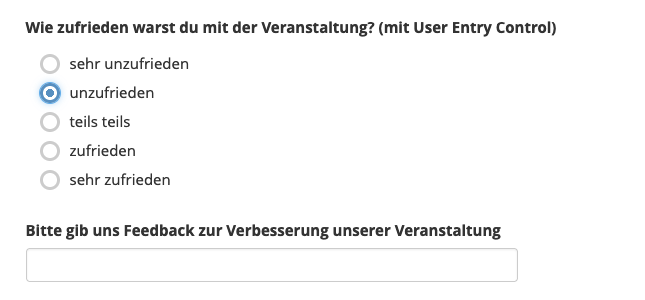 Wie zufrieden warst du mit der Veranstaltung? (mit User Entry Control)
sehr unzufrieden
unzufrieden
teils teils
zufrieden
sehr zufrieden
Bitte gib uns Feedback zur Verbesserung unserer Veranstaltung